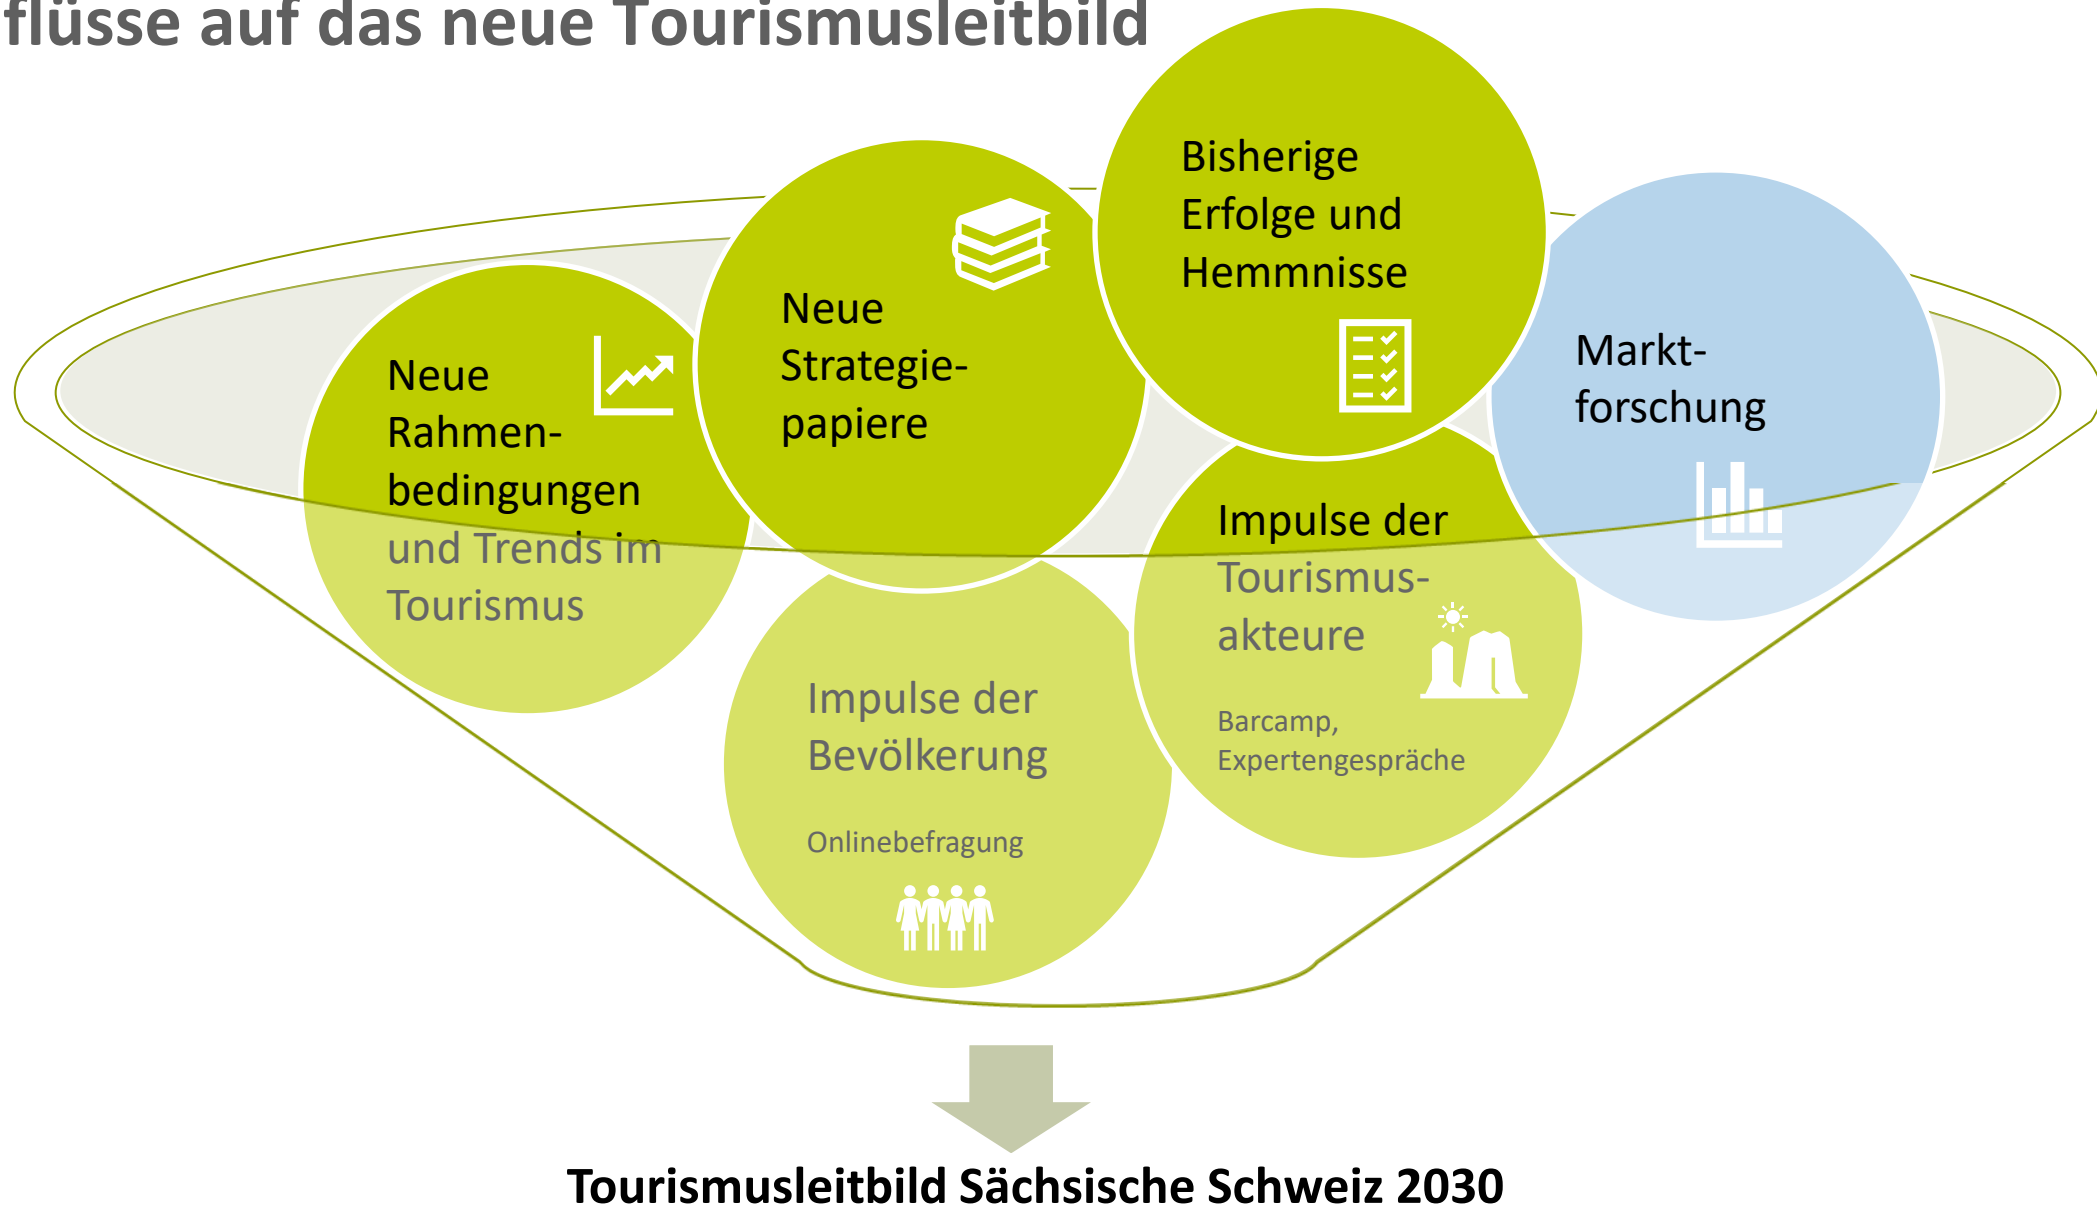 flüsse auf das neue Tourismusleitbild
Neue
Rahmen-
bedingungen
und Trends im
Tourismus
Neue
Strategie-
papiere
Bisherige
Erfolge und
Hemmnisse
Markt-
forschung
Impulse der
Tourismus-
akteure
Barcamp,
Expertengespräche
Impulse der
Bevölkerung
Onlinebefragung
Tourismusleitbild Sächsische Schweiz 2030